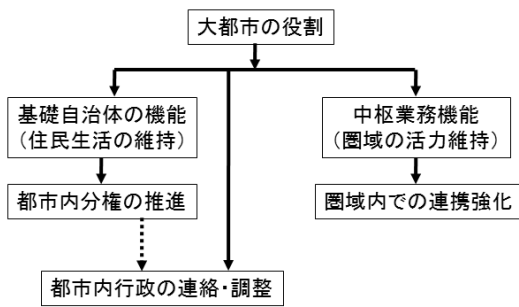 大都市の役割
基礎自治体の機能
（住民生活の維持）
中枢業務機能
（圏域の活力維持）
都市内分権の推進
圏域内での連携強化
都市内行政の連絡・調整